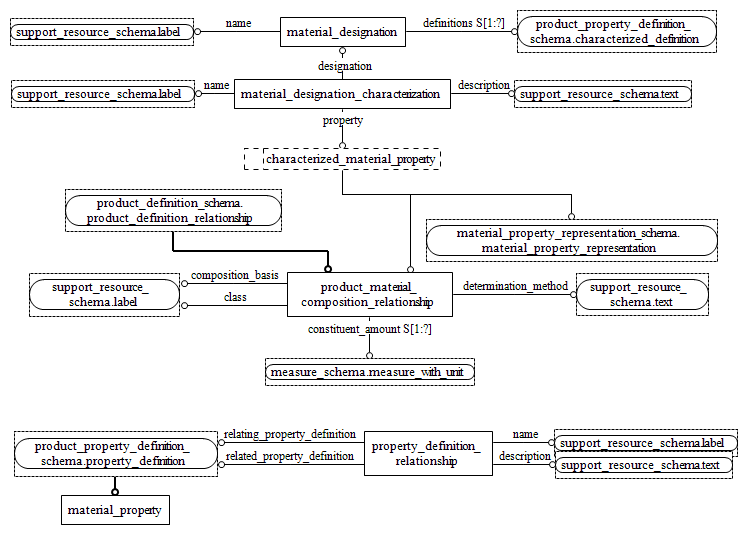 name
definitions S[1:?]
support_resource_schema.label
material_designation
product_property_definition_
schema.characterized_definition
designation
name
description
support_resource_schema.label
material_designation_characterization
support_resource_schema.text
property
characterized_material_property
product_definition_schema.
product_definition_relationship
material_property_representation_schema.
material_property_representation
composition_basis
support_resource_
schema.label
class
product_material_
composition_relationship
determination_method
support_resource_
schema.text
constituent_amount S[1:?]
measure_schema.measure_with_unit
relating_property_definition
name
product_property_definition_
schema.property_definition
property_definition_
relationship
support_resource_schema.label
related_property_definition
description
support_resource_schema.text
material_property